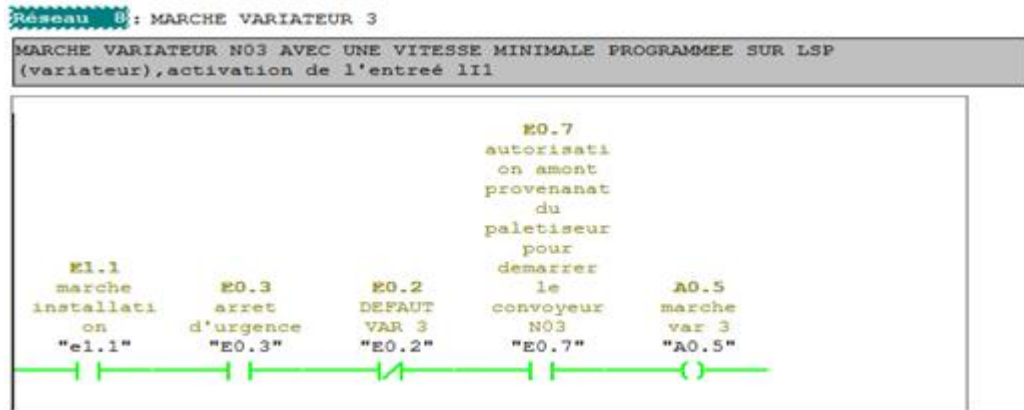 Réseau 8 : MARCHE VARIATEUR 3
MARCHE VARIATEUR N03 AVEC UNE VITESSE MINIMALE PROGRAMMEE SUR LSP
(variateur),activation de l'entreé lI1
E0.7
autorisati
on amont
provenanat
du
paletiseur
pour
E1.1 demarrer
marche E0.3 E0.2 le A0.5
installati arret DEFAUT convoyeur marche
on d'urgence VAR 3 N03 var 3
"e1.1" "E0.3" "E0.2" "E0.7" "A0.5"